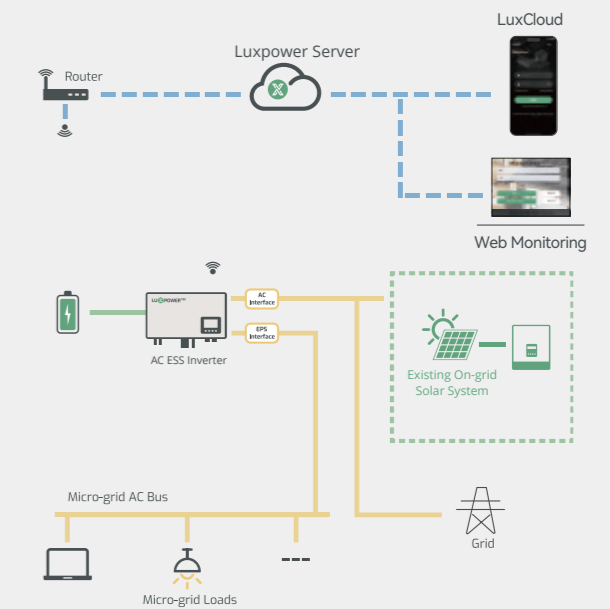 LuxCloud
Luxpower Server
Router
Web Monitoring
LUXPOWER
AC
Interface
EPS
Interface
AC ESS Inverter
Existing On-grid
Solar System
Micro-grid AC Bus
Grid
Micro-grid Loads